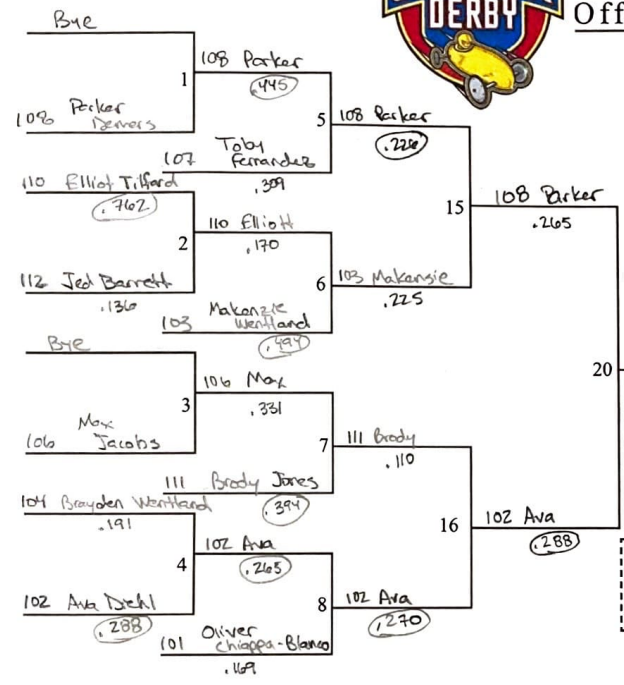 DERBY
Off
Bye
108 Parker
.445
1
108 Parker
Demers
5
108 Parker
.226
107 Toby
Fernandez
.309
110 Elliot Tilford
.762
15
108 Parker
.265
110 Elliott
.170
2
112 Jed Barrett
.136
6
103 Makensie
.225
103 Makenzie
Wentland
.494
Bye
20
106 Max
.331
3
106 Max
Jacobs
7
111 Brody
.110
111 Brody Jones
.394
104 Brayden Wentland
.191
16
102 Ava
.288
102 Ava
.265
4
102 Ava Diehl
.288
8
102 Ava
.270
101 Oliver
Chiappa-Blanco
.169